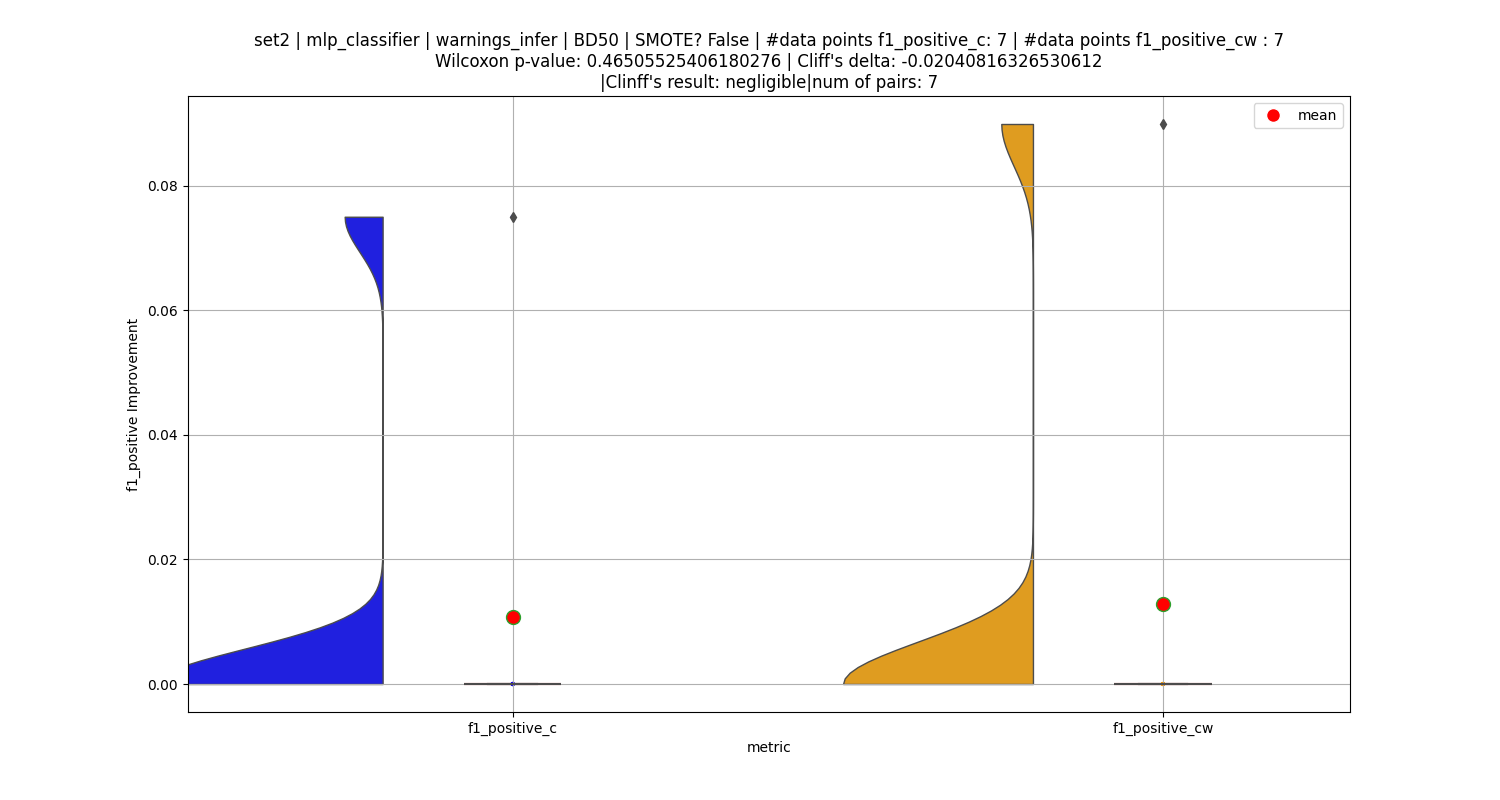 set2 | mlp_classifier | warnings_infer | BD50 | SMOTE? False | #data points f1_positive_c: 7 | #data points f1_positive_cw : 7
Wilcoxon p-value: 0.46505525406180276 | Cliff's delta: -0.02040816326530612
|Clinff's result: negligible|num of pairs: 7
mean
0.08
0.06
0.04
0.02
0.00
f1_positive Improvement
f1_positive_c
f1_positive_cw
metric